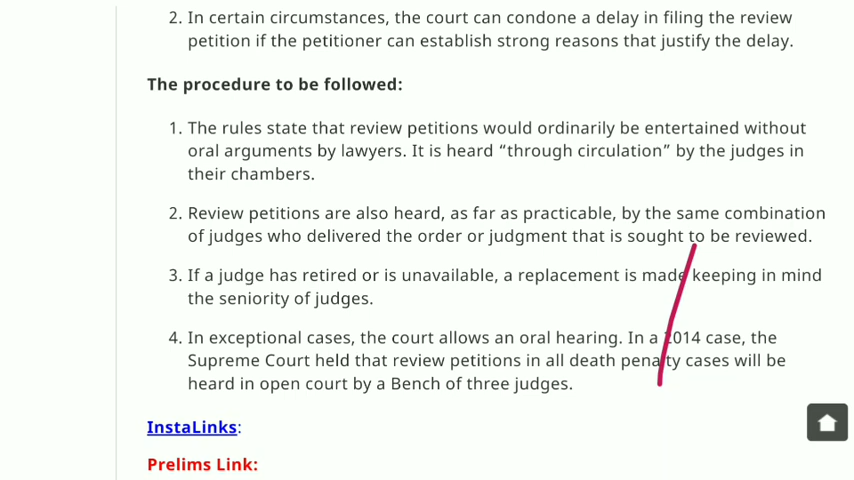 2. In certain circumstances, the court can condone a delay in filing the review
petition if the petitioner can establish strong reasons that justify the delay.
The procedure to be followed:
1. The rules state that review petitions would ordinarily be entertained without
oral arguments by lawyers. It is heard “through circulation” by the judges in
their chambers.
2. Review petitions are also heard, as far as practicable, by the same combination
of judges who delivered the order or judgment that is sought to be reviewed.
3. If a judge has retired or is unavailable, a replacement is made keeping in mind
the seniority of judges.
4. In exceptional cases, the court allows an oral hearing. In a 2014 case, the
Supreme Court held that review petitions in all death penalty cases will be
heard in open court by a Bench of three judges.
InstaLinks:
Prelims Link: